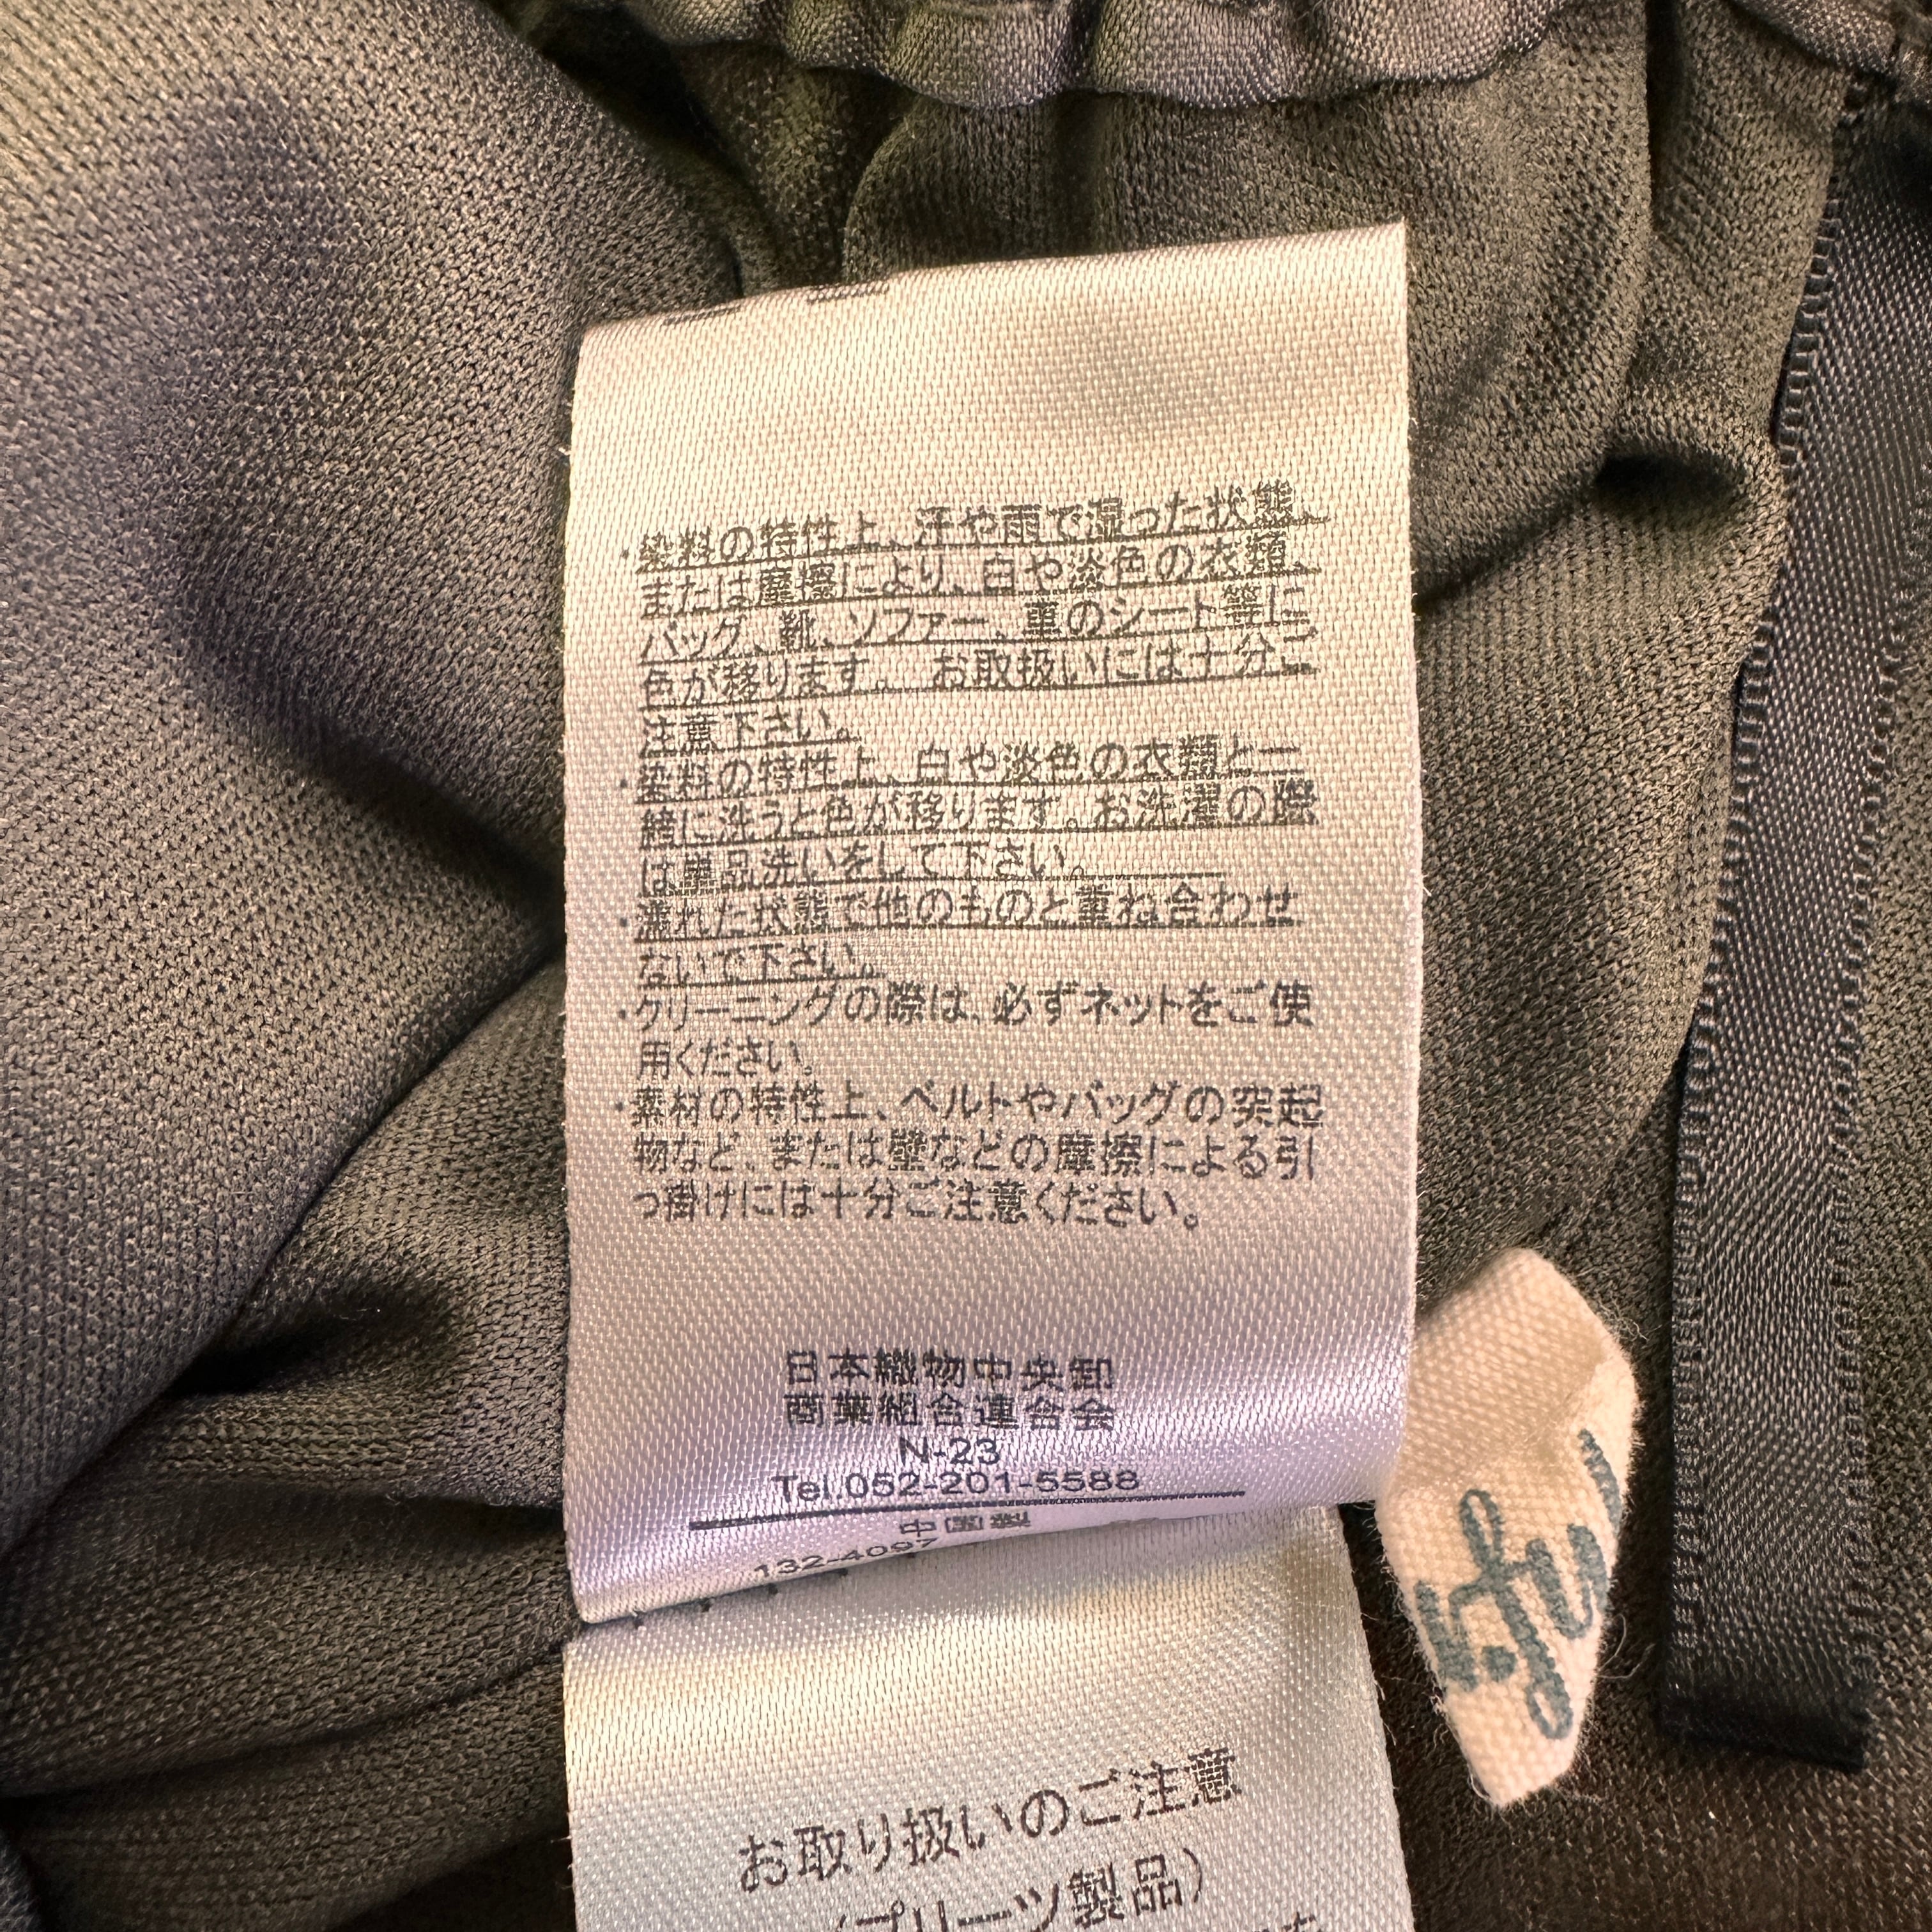 ・染料の特性上、汗や雨で湿った状態、
または摩擦により、白や淡色の衣類、
バッグ、靴、ソファー、車のシート等に
色が移ります。 お取扱いには十分ご
注意下さい。
・染料の特性上、白や淡色の衣類と一
緒に洗うと色が移ります。お洗濯の際
は単品洗いをして下さい。
・濡れた状態で他のものと重ね合わせ
ないで下さい。
・クリーニングの際は、必ずネットをご使
用ください。
・素材の特性上、ベルトやバッグの突起
物など、または壁などの摩擦による引
っ掛けには十分ご注意ください。
日本織物中央卸
商業組合連合会
N-23
Tel.052-201-5588
中国製
132-4097
お取り扱いのご注意
(プリーツ製品)